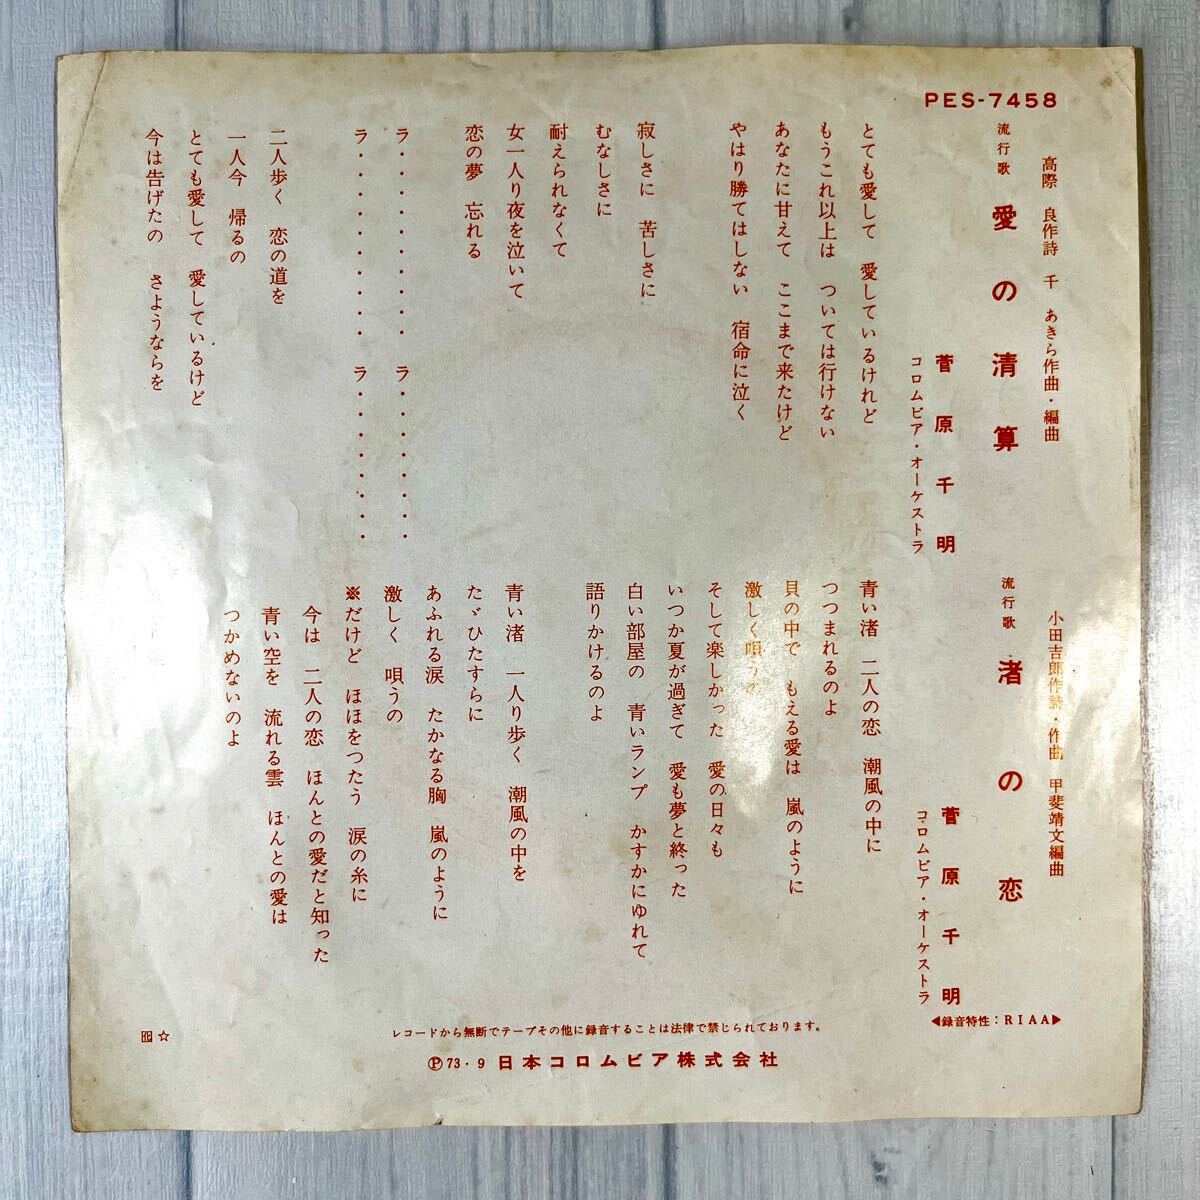 PES-7458
高際 良作詩 千 あきら作曲・編曲
流行歌 愛の清算
菅原千明
コロムビア・オーケストラ
とても愛して 愛しているけれど
もうこれ以上は ついては行けない
あなたに甘えて ここまで来たけど
やはり勝てはしない 宿命に泣く
寂しさに 苦しさに
むなしさに
耐えられなくて
女一人り夜を泣いて
恋の夢 忘れる
ラ・・・・・・・・ ラ・・・・・・・・
ラ・・・・・・・・ ラ・・・・・・・・
二人歩く 恋の道を
一人今 帰るの
とても愛して 愛しているけど
今は告げたの さようならを
小田吉郎作詩・作曲 甲斐靖文編曲
流行歌 渚の恋
菅原千明
コロムビア・オーケストラ
青い渚 二人の恋 潮風の中に
つつまれるのよ
貝の中で もえる愛は 嵐のように
激しく唄うの
そして楽しかった 愛の日々も
いつか夏が過ぎて 愛も夢と終った
白い部屋の 青いランプ かすかにゆれて
語りかけるのよ
青い渚 一人り歩く 潮風の中を
たゞひたすらに
あふれる涙 たかなる胸 嵐のように
激しく 唄うの
※だけど ほほをつたう 涙の糸に
今は 二人の恋 ほんとの愛だと知った
青い空を 流れる雲 ほんとの愛は
つかめないのよ
◀録音特性:RIAA▶
レコードから無断でテープその他に録音することは法律で禁じられております。
Ⓟ73・9 日本コロムビア株式会社
☆